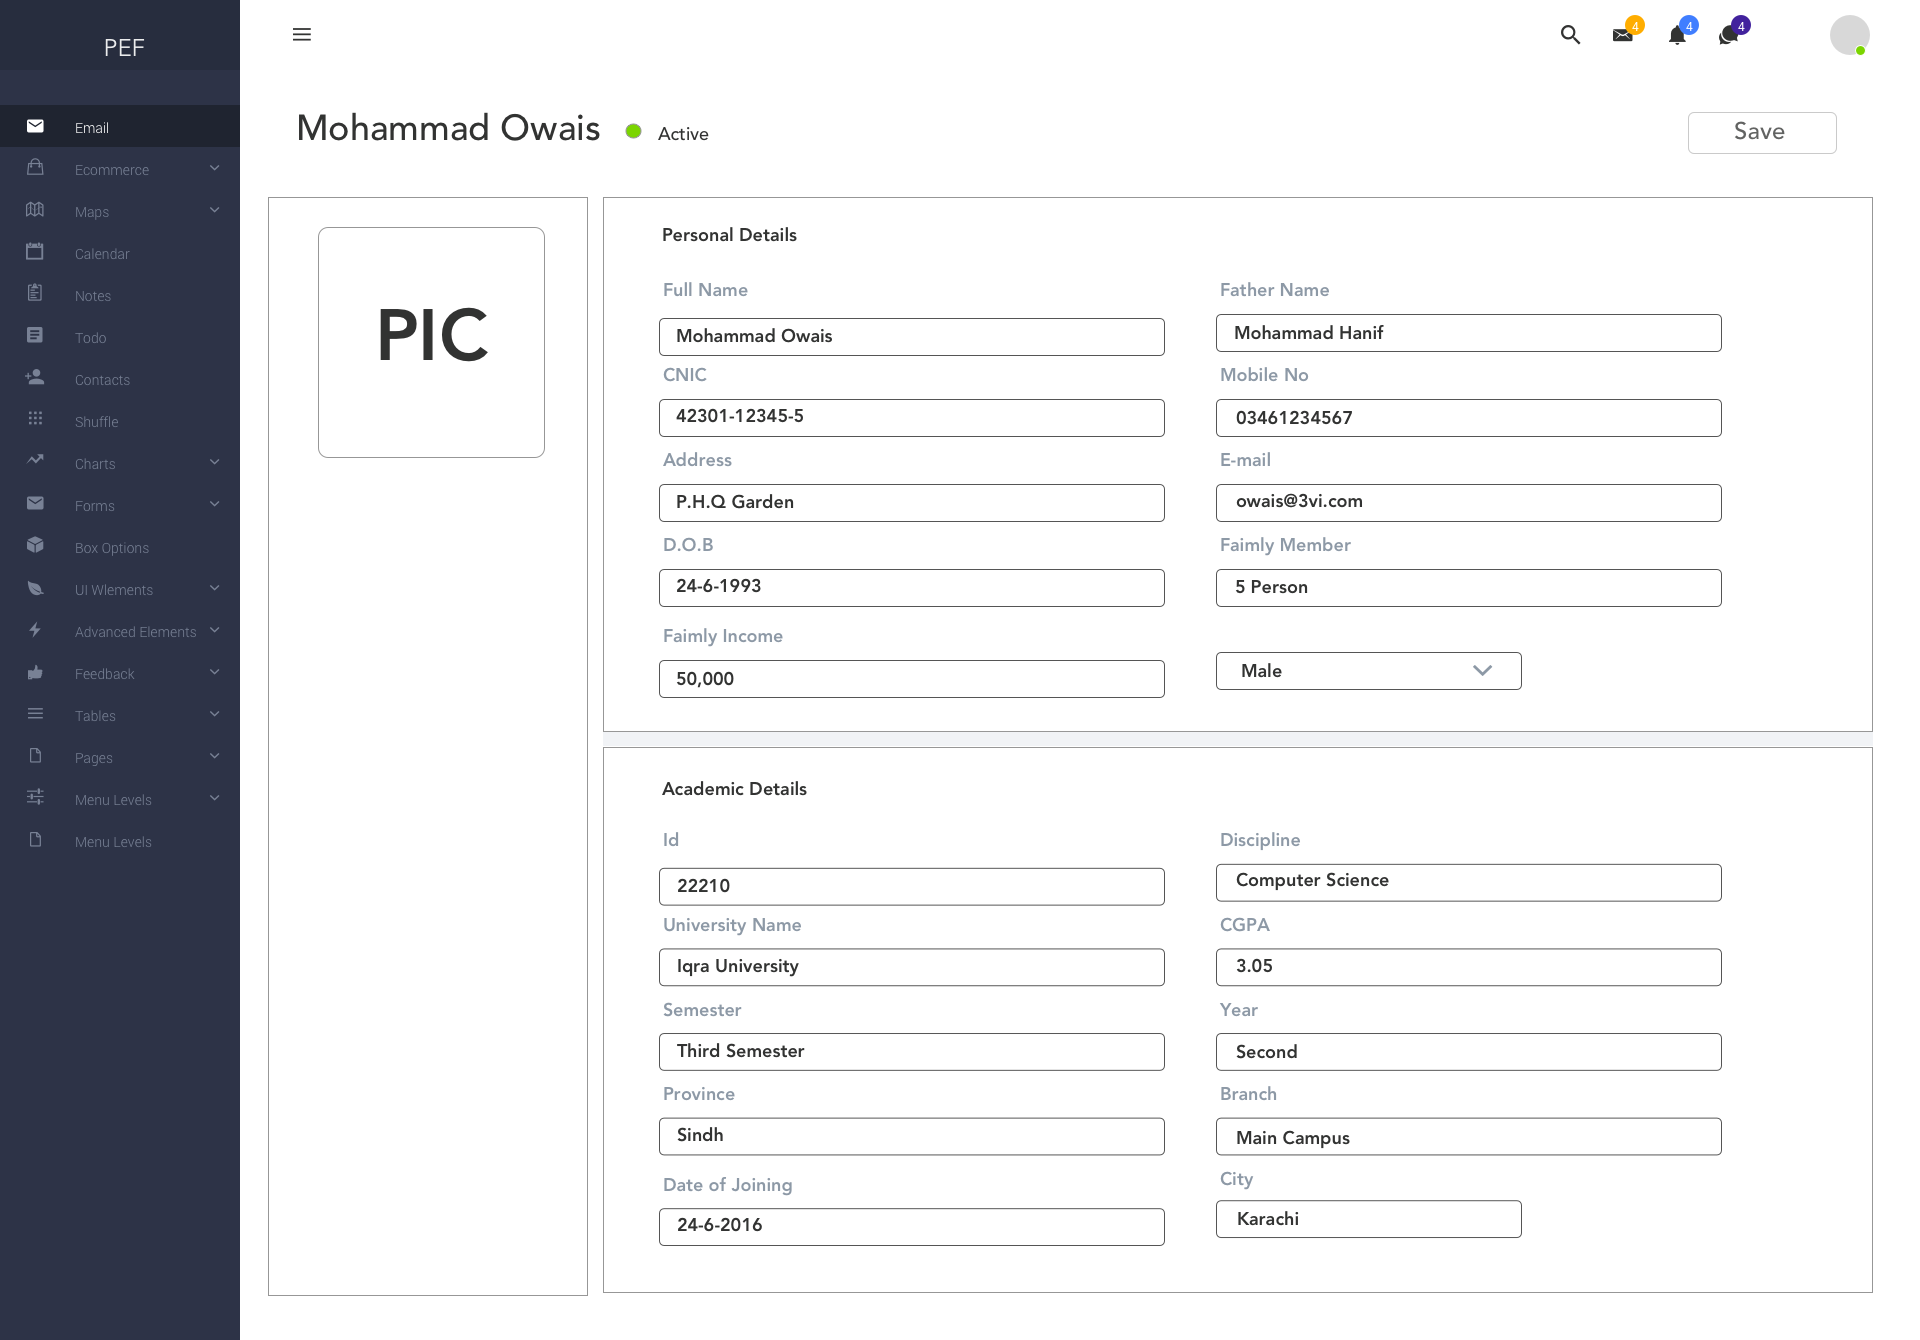 PEF
4
4
4
Email
Ecommerce
Maps
Calendar
Notes
Todo
Contacts
Shuffle
Charts
Forms
Box Options
UI Wlements
Advanced Elements
Feedback
Tables
Pages
Menu Levels
Menu Levels
Mohammad Owais
Active
Save
PIC
Personal Details
Full Name
Father Name
Mohammad Owais
Mohammad Hanif
CNIC
Mobile No
42301-12345-5
03461234567
Address
E-mail
P.H.Q Garden
owais@3vi.com
D.O.B
Faimly Member
24-6-1993
5 Person
Faimly Income
50,000
Male
Academic Details
Id
Discipline
22210
Computer Science
University Name
CGPA
Iqra University
3.05
Semester
Year
Third Semester
Second
Province
Branch
Sindh
Main Campus
Date of Joining
City
24-6-2016
Karachi